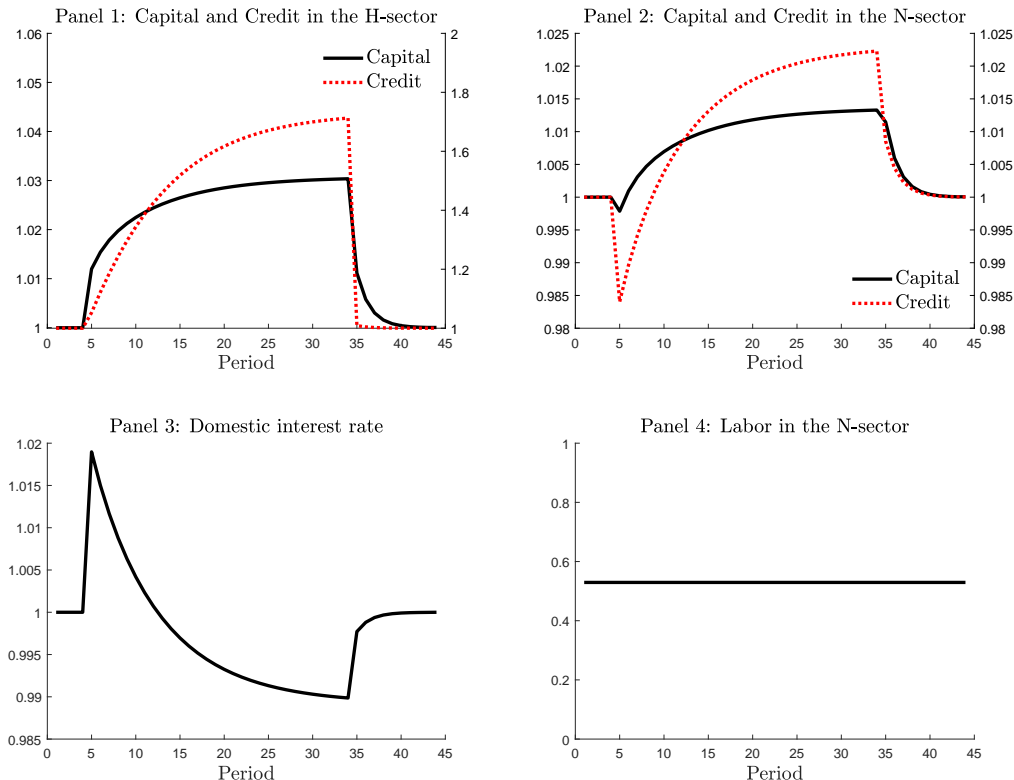 Panel 1: Capital and Credit in the H-sector
1.06
1.05
1.04
1.03
1.02
1.01
1
2
1.8
1.6
1.4
1.2
1
Capital
Credit
0 5 10 15 20 25 30 35 40 45
Period
Panel 2: Capital and Credit in the N-sector
1.025
1.02
1.015
1.01
1.005
1
0.995
0.99
0.985
0.98
1.025
1.02
1.015
1.01
1.005
1
0.995
0.99
0.985
0.98
Capital
Credit
0 5 10 15 20 25 30 35 40 45
Period
Panel 3: Domestic interest rate
1.02
1.015
1.01
1.005
1
0.995
0.99
0.985
0 5 10 15 20 25 30 35 40 45
Period
Panel 4: Labor in the N-sector
1
0.8
0.6
0.4
0.2
0
0 5 10 15 20 25 30 35 40 45
Period